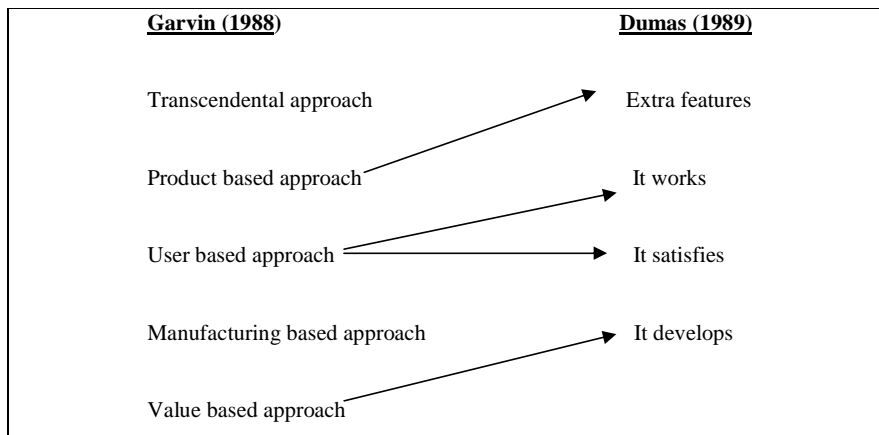 Garvin (1988) Dumas (1989)
Transcendental approach Extra features
Product based approach It works
User based approach It satisfies
Manufacturing based approach It develops
Value based approach